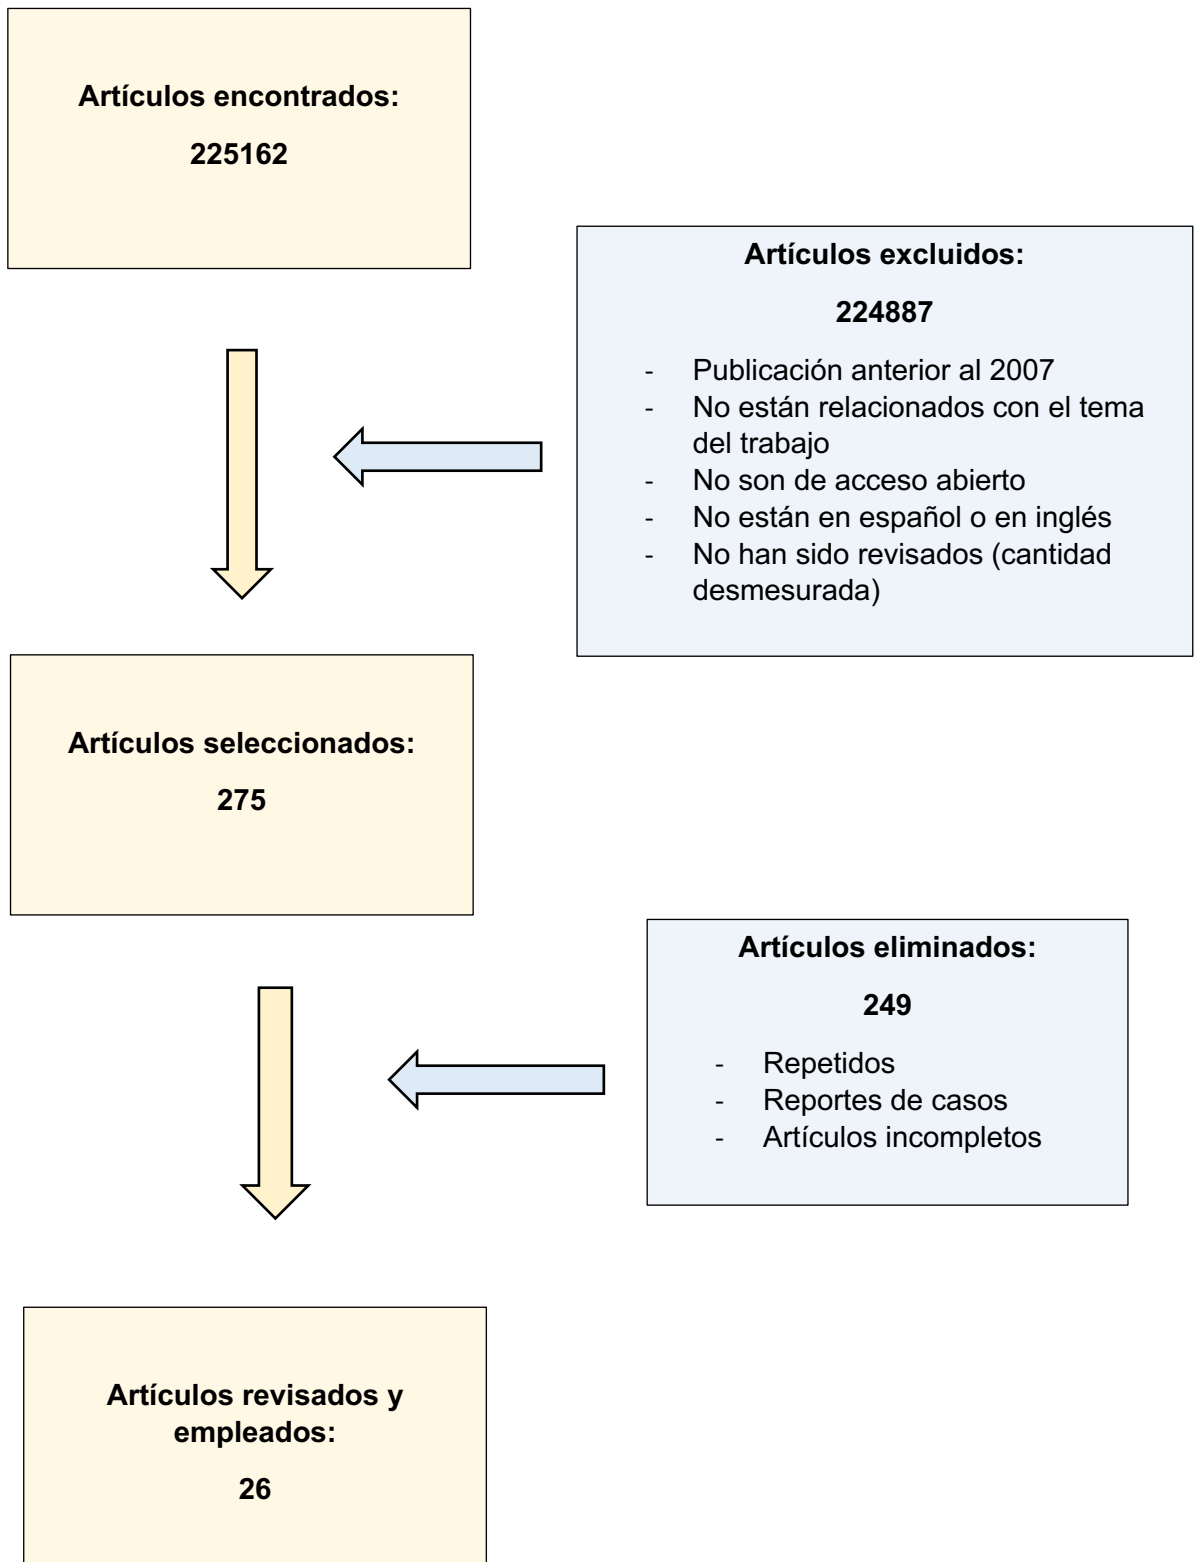 Artículos encontrados:
225162
Artículos excluidos:
224887
- Publicación anterior al 2007
- No están relacionados con el tema
del trabajo
- No son de acceso abierto
- No están en español o en inglés
- No han sido revisados (cantidad
desmesurada)
Artículos seleccionados:
275
Artículos eliminados:
249
- Repetidos
- Reportes de casos
- Artículos incompletos
Artículos revisados y
empleados:
26